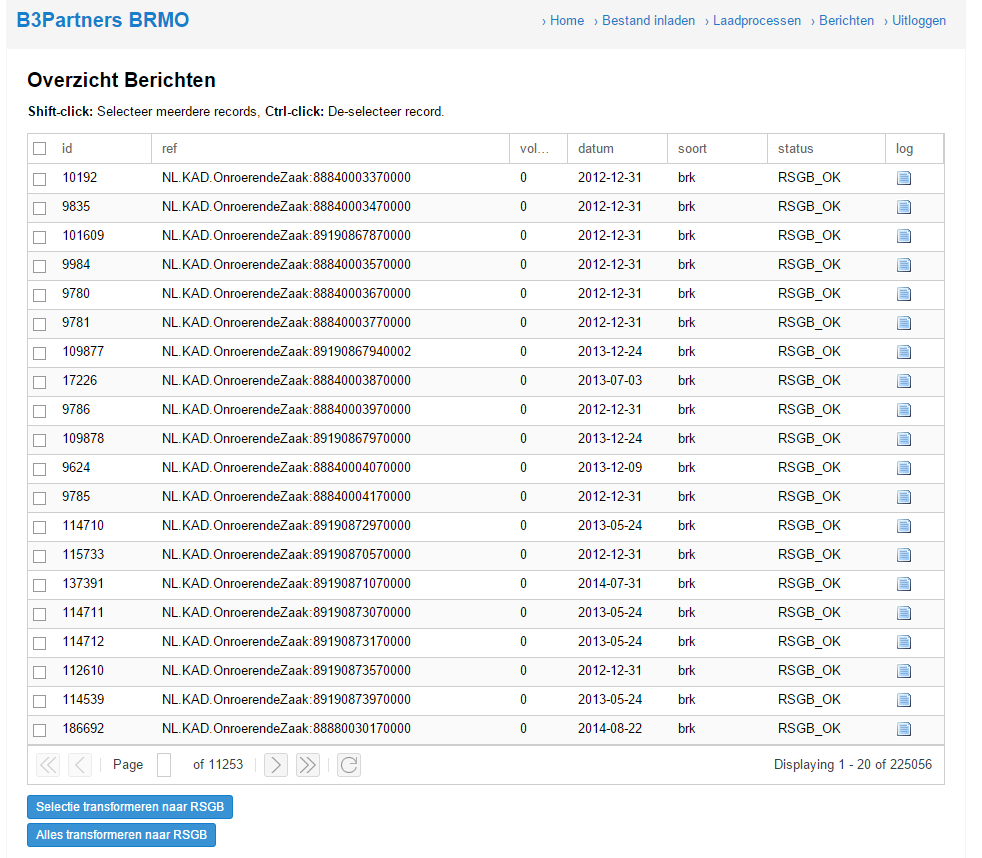 B3Partners BRMO
› Home › Bestand inladen › Laadprocessen › Berichten › Uitloggen
Overzicht Berichten
Shift-click: Selecteer meerdere records, Ctrl-click: De-selecteer record.
id ref vol... datum soort status log
10192 NL.KAD.OnroerendeZaak:88840003370000 0 2012-12-31 brk RSGB_OK
9835 NL.KAD.OnroerendeZaak:88840003470000 0 2012-12-31 brk RSGB_OK
101609 NL.KAD.OnroerendeZaak:89190867870000 0 2012-12-31 brk RSGB_OK
9984 NL.KAD.OnroerendeZaak:88840003570000 0 2012-12-31 brk RSGB_OK
9780 NL.KAD.OnroerendeZaak:88840003670000 0 2012-12-31 brk RSGB_OK
9781 NL.KAD.OnroerendeZaak:88840003770000 0 2012-12-31 brk RSGB_OK
109877 NL.KAD.OnroerendeZaak:89190867940002 0 2013-12-24 brk RSGB_OK
17226 NL.KAD.OnroerendeZaak:88840003870000 0 2013-07-03 brk RSGB_OK
9786 NL.KAD.OnroerendeZaak:88840003970000 0 2012-12-31 brk RSGB_OK
109878 NL.KAD.OnroerendeZaak:89190867970000 0 2013-12-24 brk RSGB_OK
9624 NL.KAD.OnroerendeZaak:88840004070000 0 2013-12-09 brk RSGB_OK
9785 NL.KAD.OnroerendeZaak:88840004170000 0 2012-12-31 brk RSGB_OK
114710 NL.KAD.OnroerendeZaak:89190872970000 0 2013-05-24 brk RSGB_OK
115733 NL.KAD.OnroerendeZaak:89190870570000 0 2012-12-31 brk RSGB_OK
137391 NL.KAD.OnroerendeZaak:89190871070000 0 2014-07-31 brk RSGB_OK
114711 NL.KAD.OnroerendeZaak:89190873070000 0 2013-05-24 brk RSGB_OK
114712 NL.KAD.OnroerendeZaak:89190873170000 0 2013-05-24 brk RSGB_OK
112610 NL.KAD.OnroerendeZaak:89190873570000 0 2012-12-31 brk RSGB_OK
114539 NL.KAD.OnroerendeZaak:89190873970000 0 2013-05-24 brk RSGB_OK
186692 NL.KAD.OnroerendeZaak:88880030170000 0 2014-08-22 brk RSGB_OK
Page of 11253 Displaying 1 - 20 of 225056
Selectie transformeren naar RSGB
Alles transformeren naar RSGB